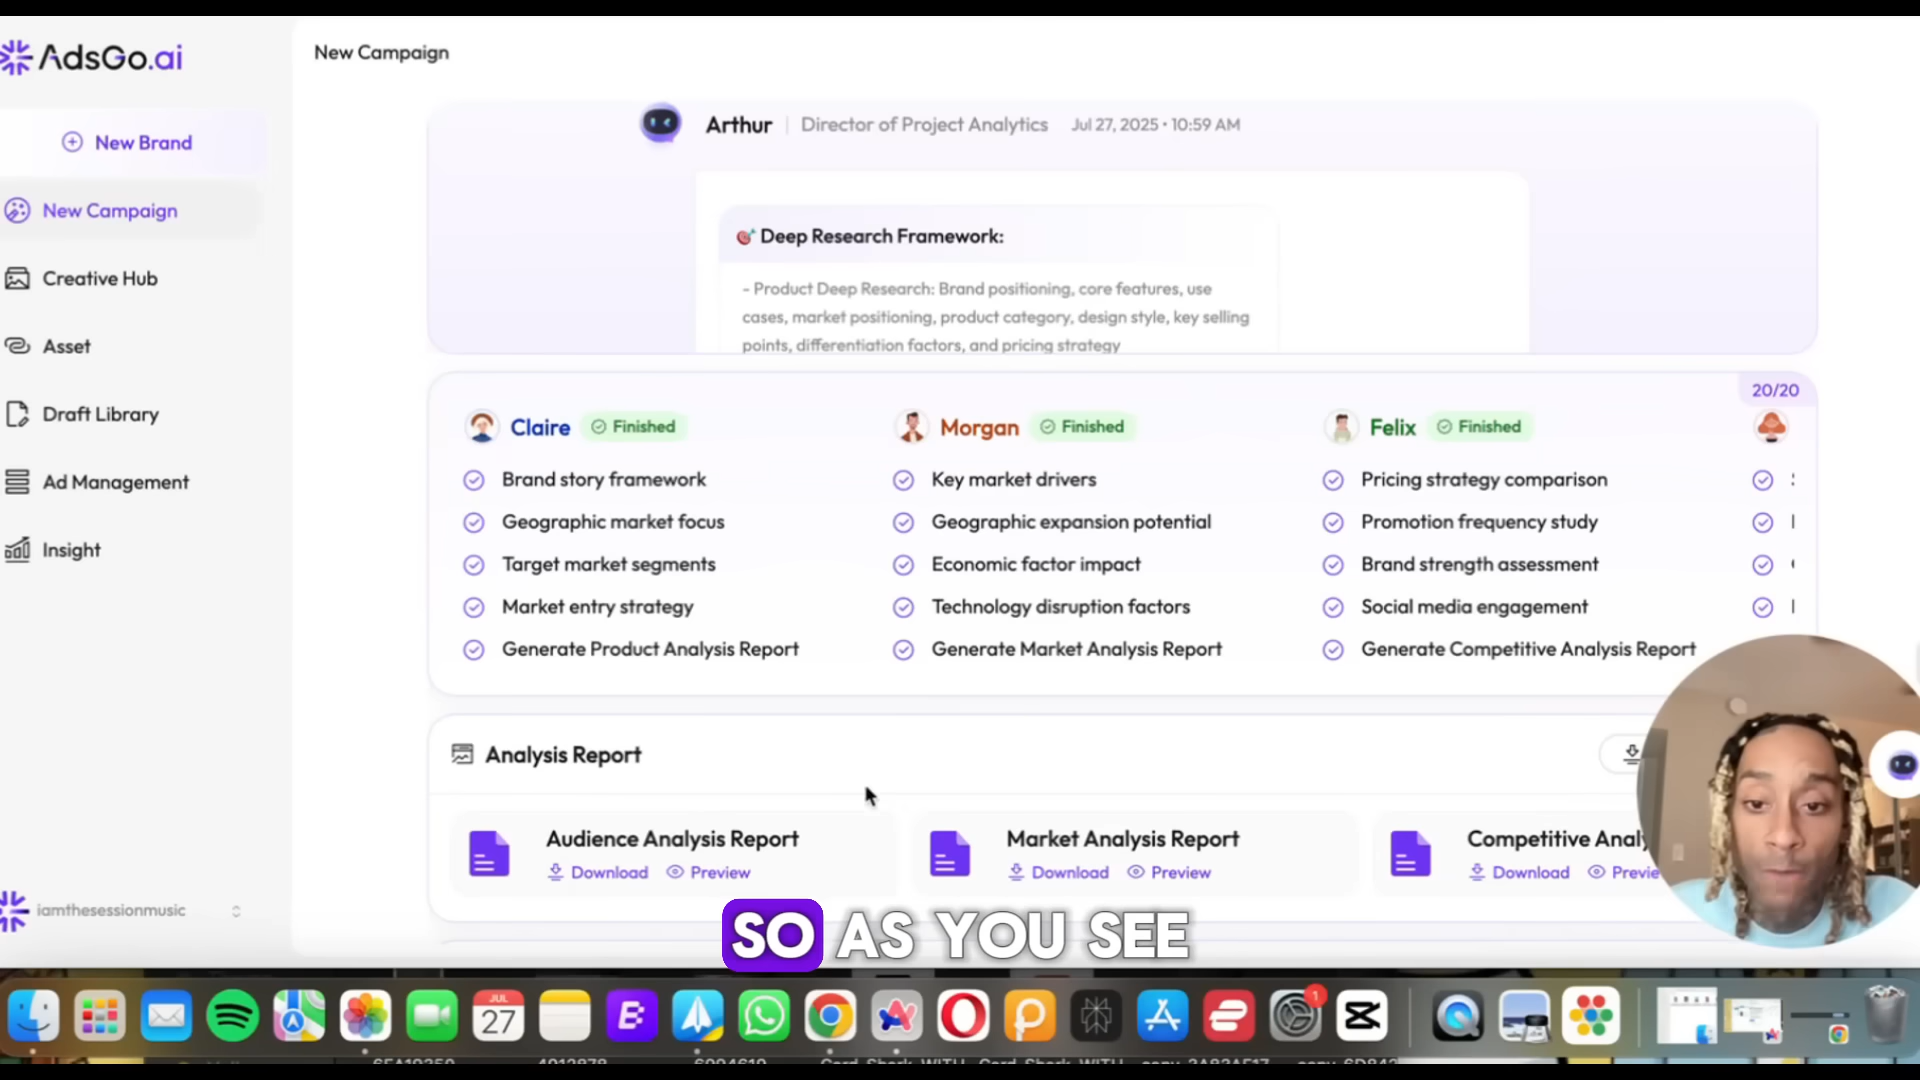 AdsGo.ai
New Campaign
New Brand
New Campaign
Creative Hub
Asset
Draft Library
Ad Management
Insight
iamthesessionmusic
Arthur | Director of Project Analytics Jul 27, 2025 • 10:59 AM
Deep Research Framework:
- Product Deep Research: Brand positioning, core features, use
cases, market positioning, product category, design style, key selling
points, differentiation factors, and pricing strategy
20/20
Claire Finished
Brand story framework
Geographic market focus
Target market segments
Market entry strategy
Generate Product Analysis Report
Morgan Finished
Key market drivers
Geographic expansion potential
Economic factor impact
Technology disruption factors
Generate Market Analysis Report
Felix Finished
Pricing strategy comparison
Promotion frequency study
Brand strength assessment
Social media engagement
Generate Competitive Analysis Report
Analysis Report
Audience Analysis Report
Download Preview
Market Analysis Report
Download Preview
Competitive Analy
Download Previe
SO AS YOU SEE
JUL
27
1